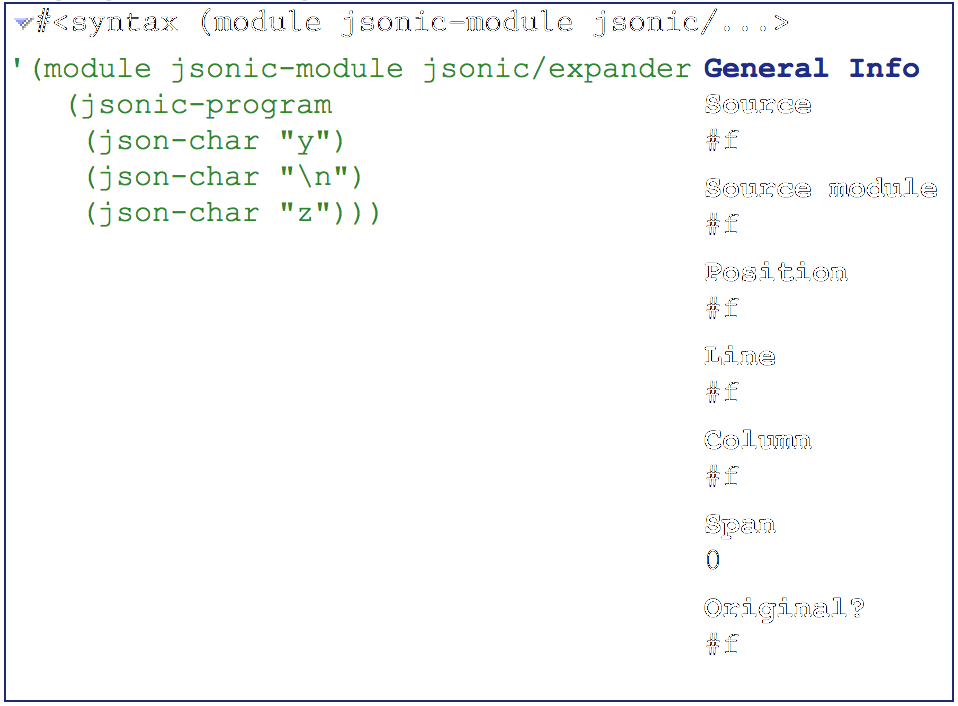 #<syntax (module jsonic-module jsonic/...>
'(module jsonic-module jsonic/expander
(jsonic-program
(json-char "y")
(json-char "\n")
(json-char "z")))
General Info
Source
#f
Source module
#f
Position
#f
Line
#f
Column
#f
Span
0
Original?
#f